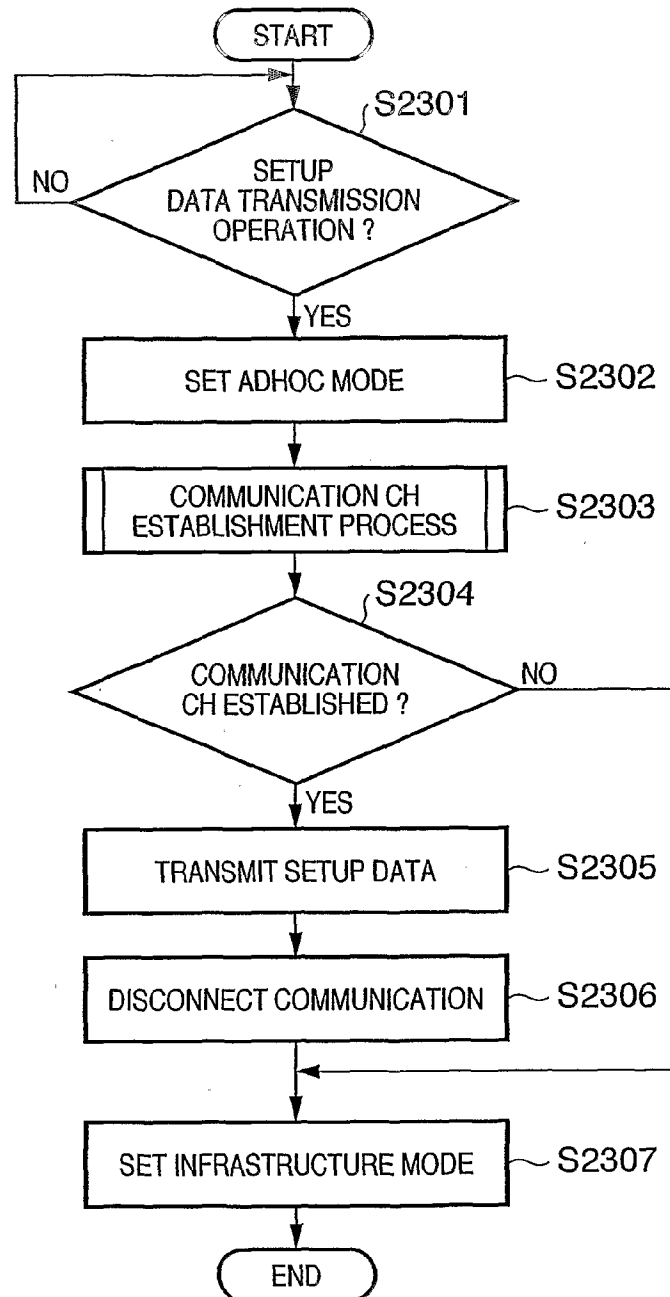 START
S2301
SETUP
DATA TRANSMISSION
OPERATION ?
NO
YES
SET ADHOC MODE
S2302
COMMUNICATION CH
ESTABLISHMENT PROCESS
S2303
S2304
COMMUNICATION
CH ESTABLISHED ?
NO
YES
TRANSMIT SETUP DATA
S2305
DISCONNECT COMMUNICATION
S2306
SET INFRASTRUCTURE MODE
S2307
END